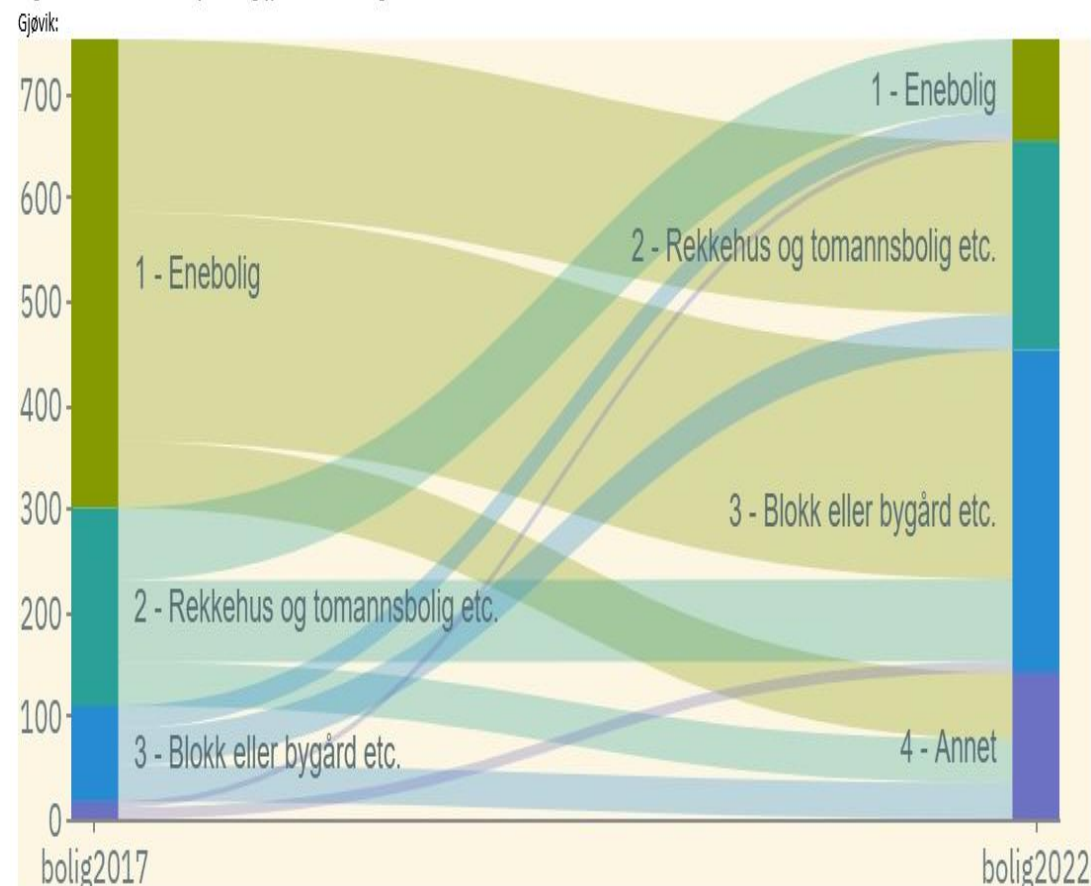 Gjøvik:
700
600
500
400
300
200
100
0
1 - Enebolig
2 - Rekkehus og tomannsbolig etc.
3 - Blokk eller bygård etc.
1 - Enebolig
2 - Rekkehus og tomannsbolig etc.
3 - Blokk eller bygård etc.
4 - Annet
bolig2017
bolig2022